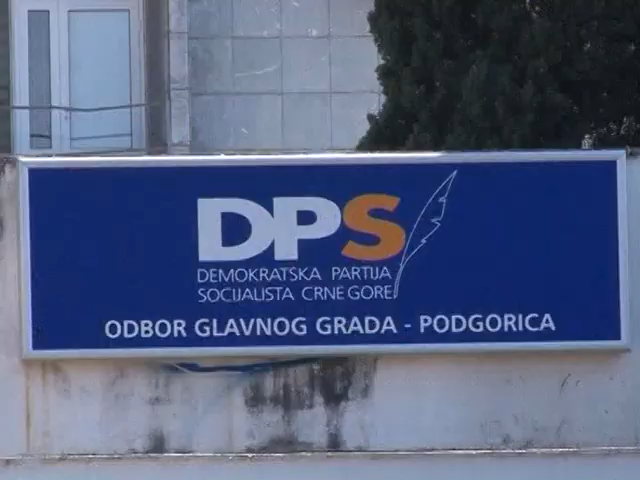 DPS
DEMOKRATSKA PARTIJA
SOCIJALISTA CRNE GORE
ODBOR GLAVNOG GRADA - PODGORICA